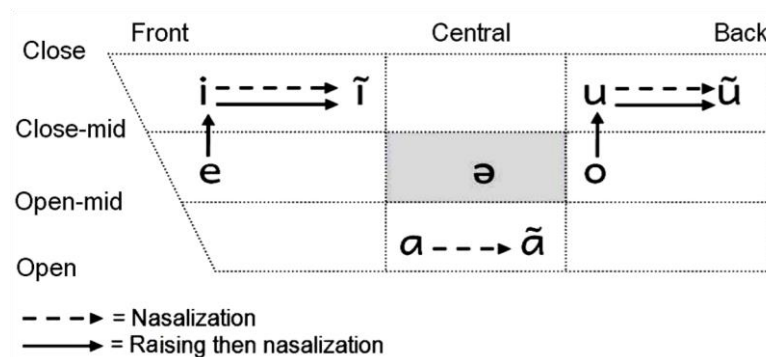 Front Central Back
Close
i ĩ u ũ
Close-mid
e ə o
Open-mid
ɑ ɑ̃
Open
= Nasalization
= Raising then nasalization